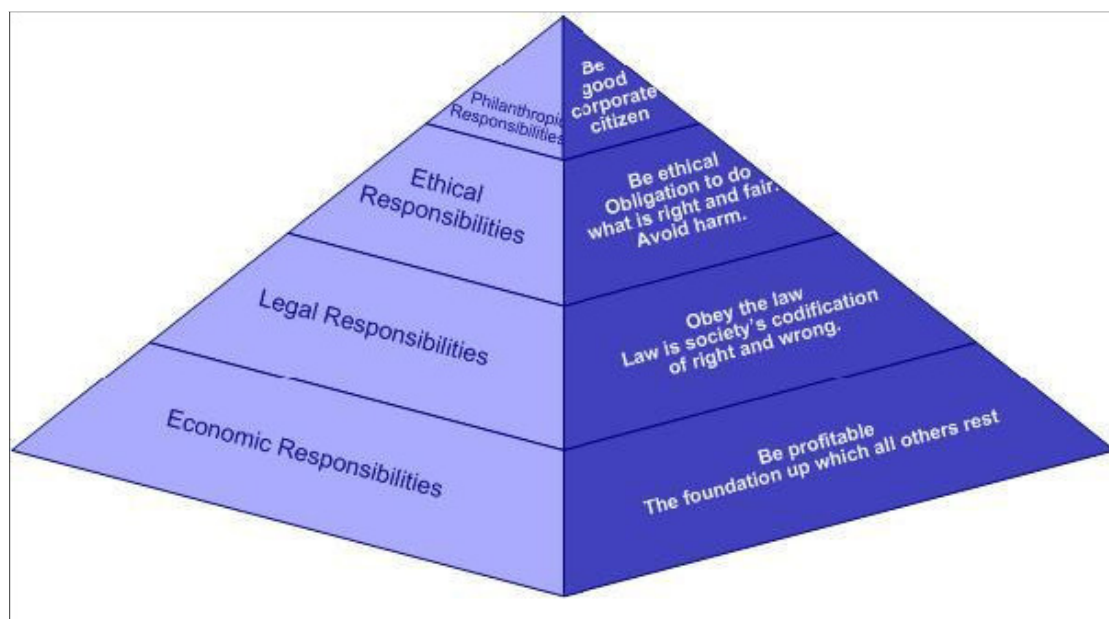 Philanthropic
Responsibilities
Be
good
corporate
citizen
Ethical
Responsibilities
Be ethical
Obligation to do
what is right and fair.
Avoid harm.
Legal Responsibilities
Obey the law
Law is society's codification
of right and wrong.
Economic Responsibilities
Be profitable
The foundation up which all others rest